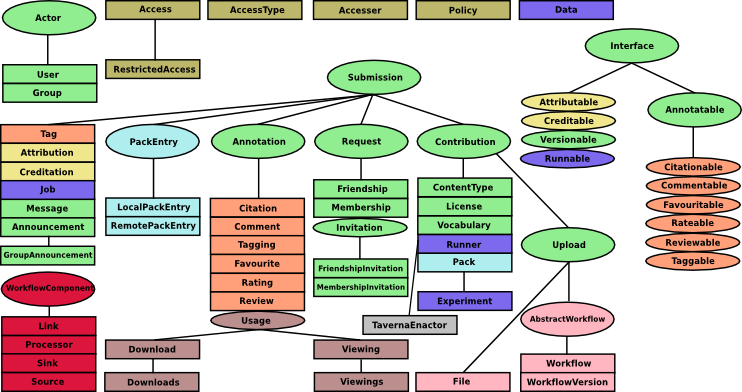 Actor
Access
AccessType
Accesser
Policy
Data
Interface
User
Group
RestrictedAccess
Submission
Attributable
Creditable
Versionable
Runnable
Annotatable
Tag
Attribution
Creditation
Job
Message
Announcement
GroupAnnouncement
PackEntry
LocalPackEntry
RemotePackEntry
Annotation
Citation
Comment
Tagging
Favourite
Rating
Review
Usage
Request
Friendship
Membership
Invitation
FriendshipInvitation
MembershipInvitation
Contribution
ContentType
License
Vocabulary
Runner
Pack
Experiment
Citationable
Commentable
Favouritable
Rateable
Reviewable
Taggable
Upload
WorkflowComponent
Link
Processor
Sink
Source
Download
Downloads
Viewing
Viewings
TavernaEnactor
File
AbstractWorkflow
Workflow
WorkflowVersion